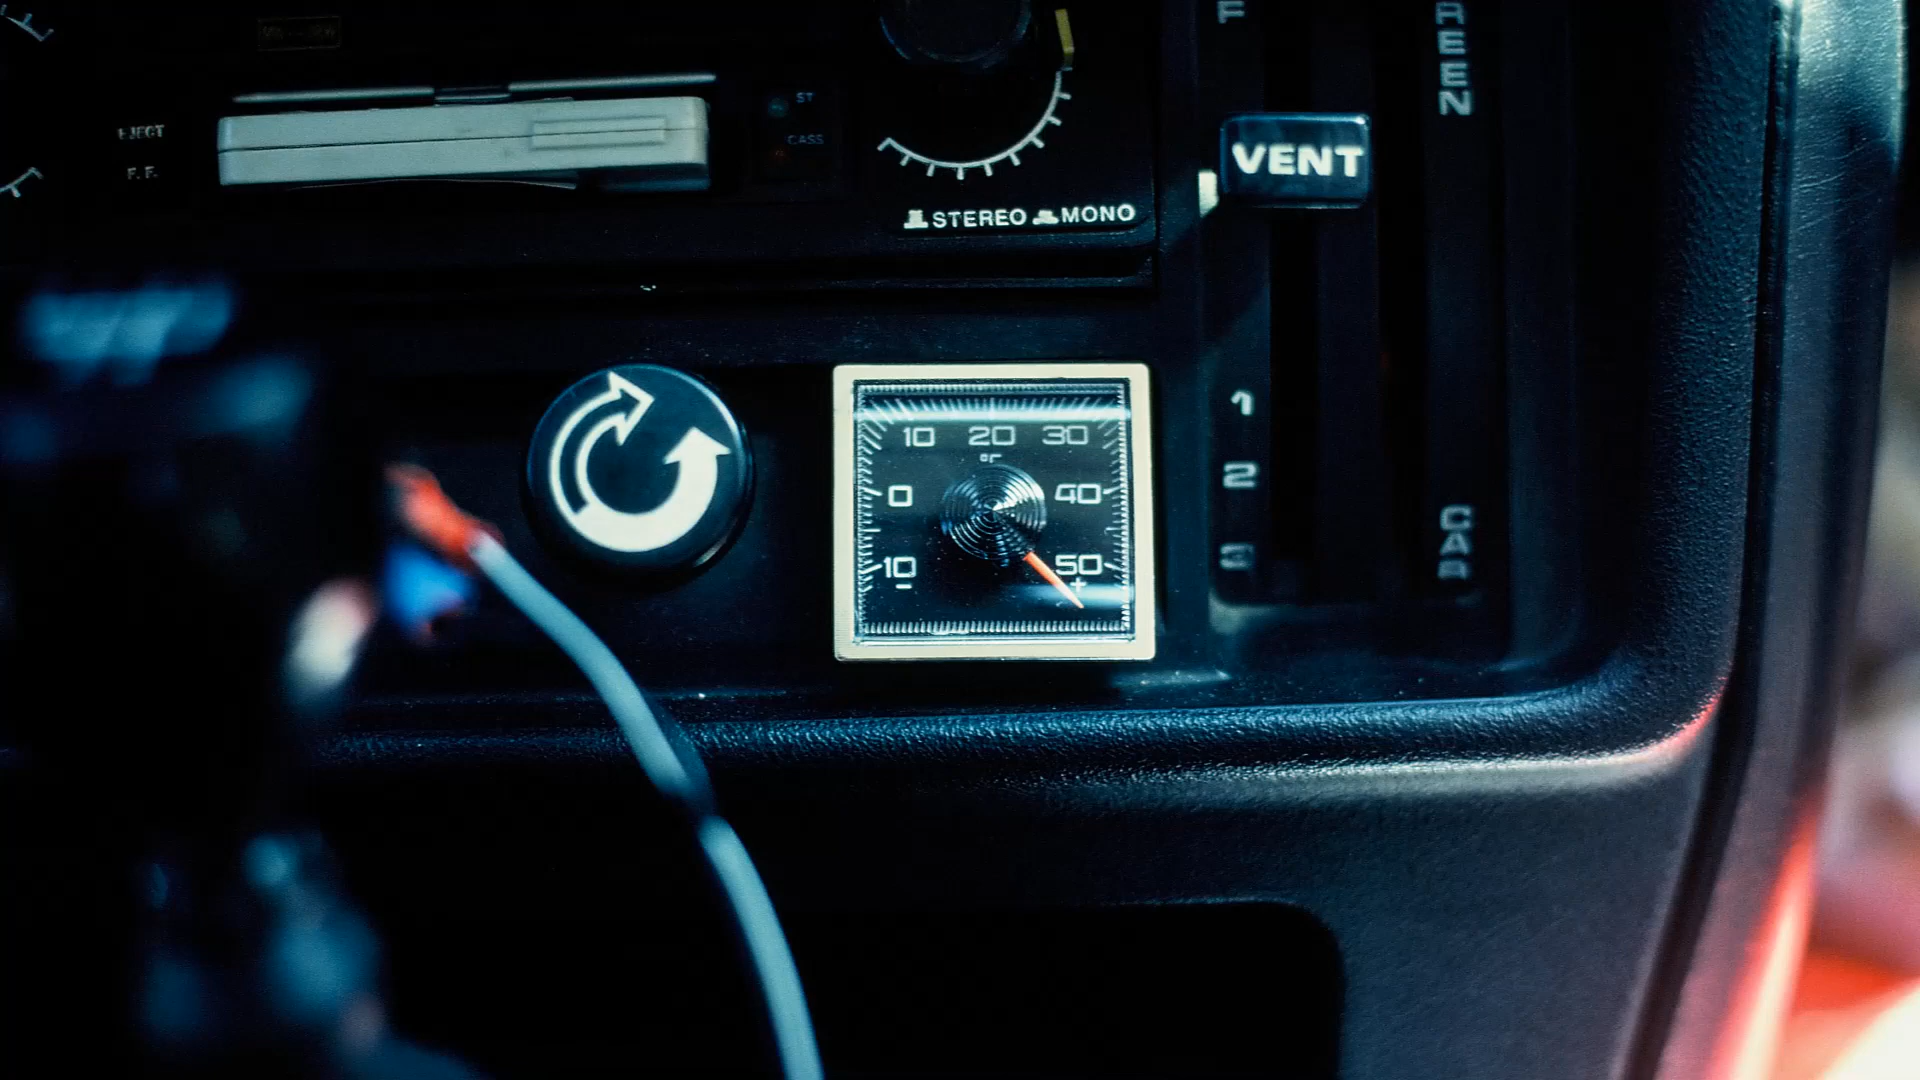 EJECT
F.F.
ST
CASS
STEREO MONO
F
REEN
VENT
1
2
3
CAR
10 20 30
°C
0 40
10 50
- +